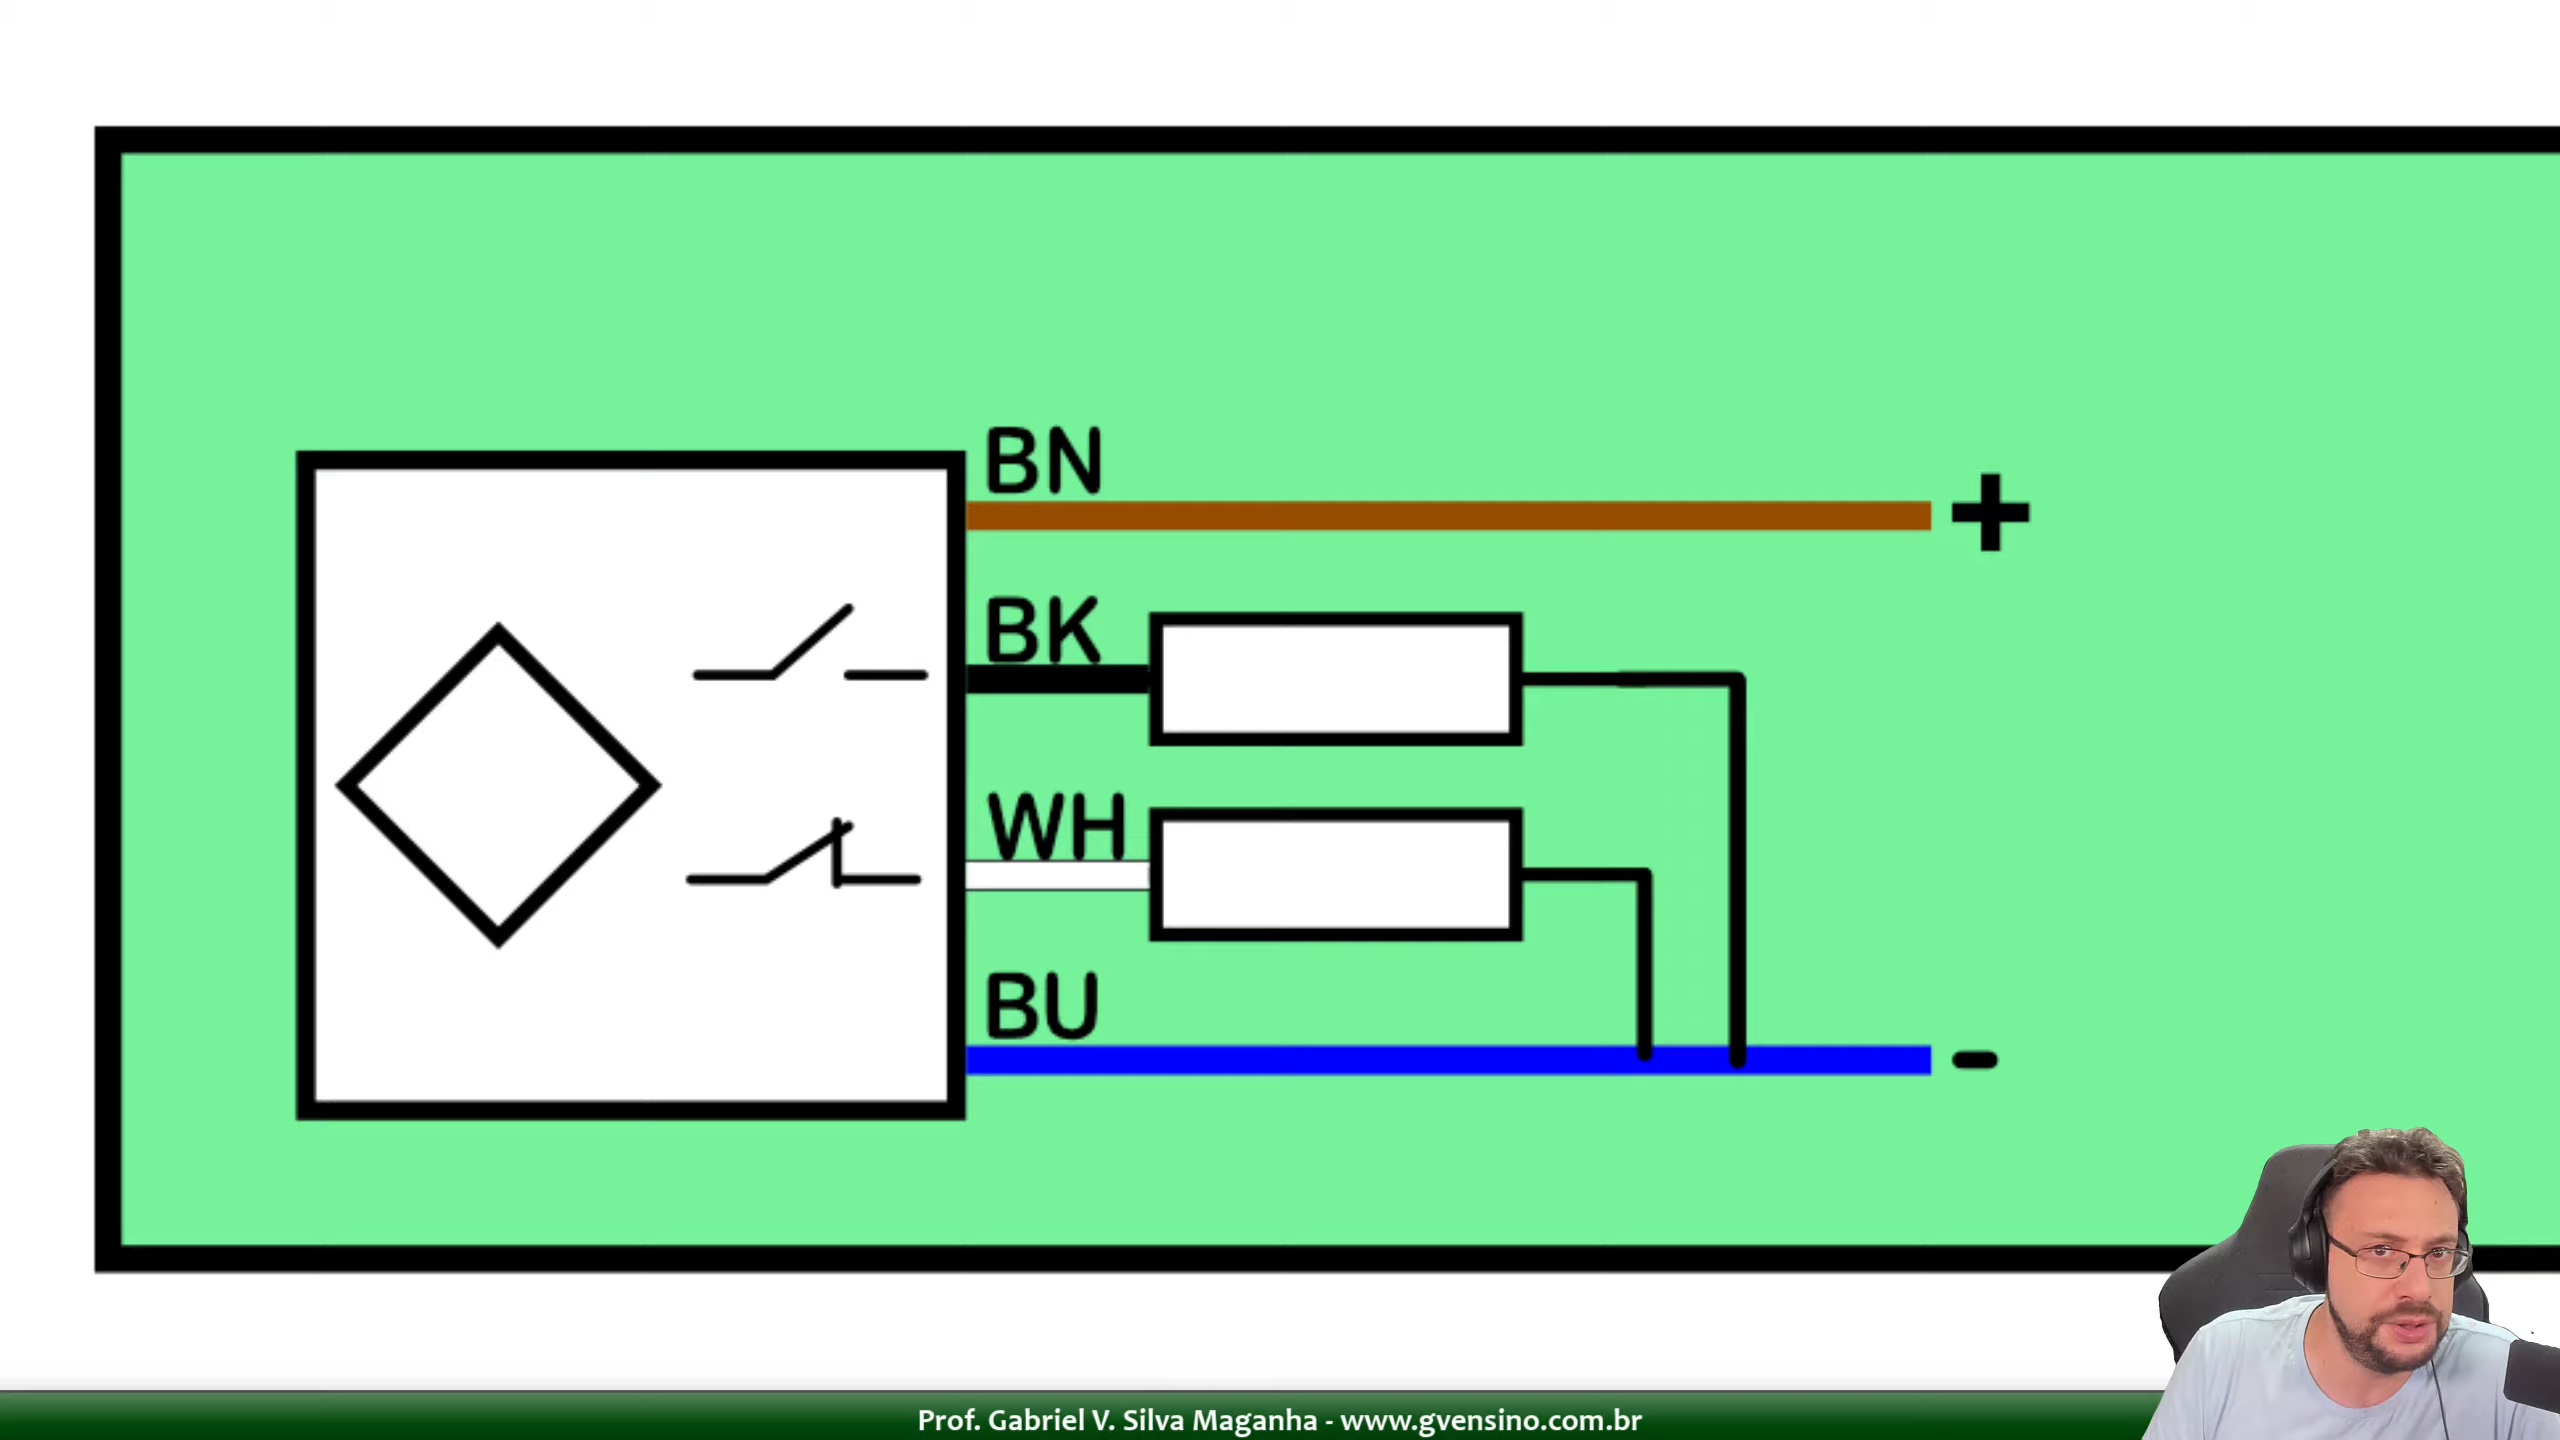 BN
+
BK
WH
BU
-
Prof. Gabriel V. Silva Maganha - www.gvensino.com.br